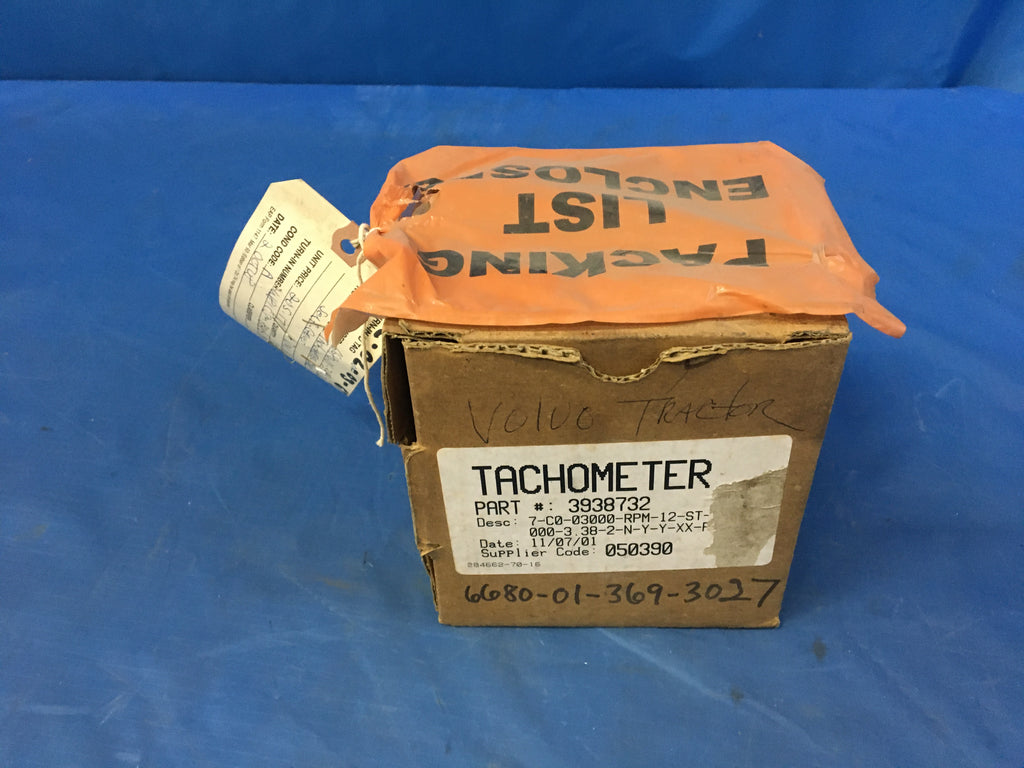 PACKING
LIST
ENCLOSED
DATE:
COND CODE: A
TURN-IN NUMBER
UNIT PRICE:
VOLVO TRACTOR
TACHOMETER
PART #: 3938732
Desc: 7-C0-03000-RPM-12-ST-
000-3.38-2-N-Y-Y-XX-
Date: 11/07/01
Supplier Code: 050390
284662-70-16
6680-01-369-3027